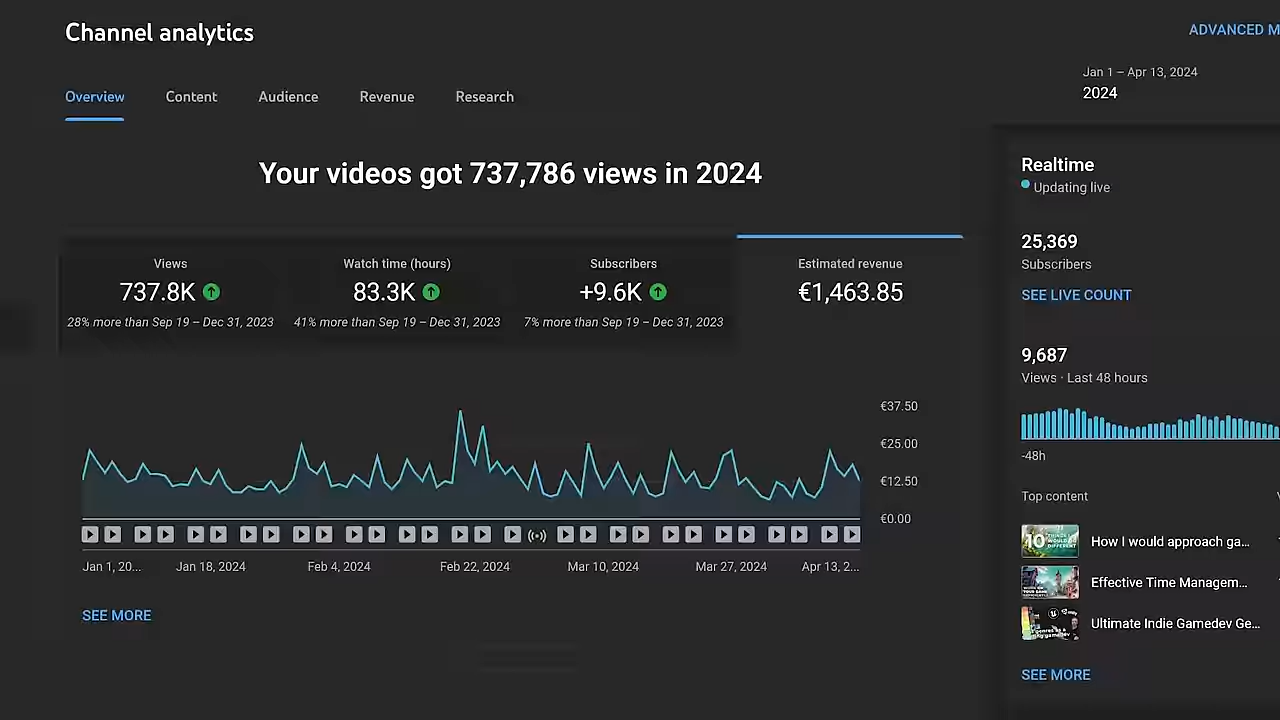 Channel analytics
ADVANCED M
Jan 1 – Apr 13, 2024
2024
Overview
Content
Audience
Revenue
Research
Your videos got 737,786 views in 2024
Views
737.8K
28% more than Sep 19 – Dec 31, 2023
Watch time (hours)
83.3K
41% more than Sep 19 – Dec 31, 2023
Subscribers
+9.6K
7% more than Sep 19 – Dec 31, 2023
Estimated revenue
€1,463.85
€37.50
€25.00
€12.50
€0.00
Jan 1, 20...
Jan 18, 2024
Feb 4, 2024
Feb 22, 2024
Mar 10, 2024
Mar 27, 2024
Apr 13, 2...
SEE MORE
Realtime
Updating live
25,369
Subscribers
SEE LIVE COUNT
9,687
Views · Last 48 hours
-48h
Top content
10
How I would approach ga...
Effective Time Managem...
Ultimate Indie Gamedev Ge...
SEE MORE